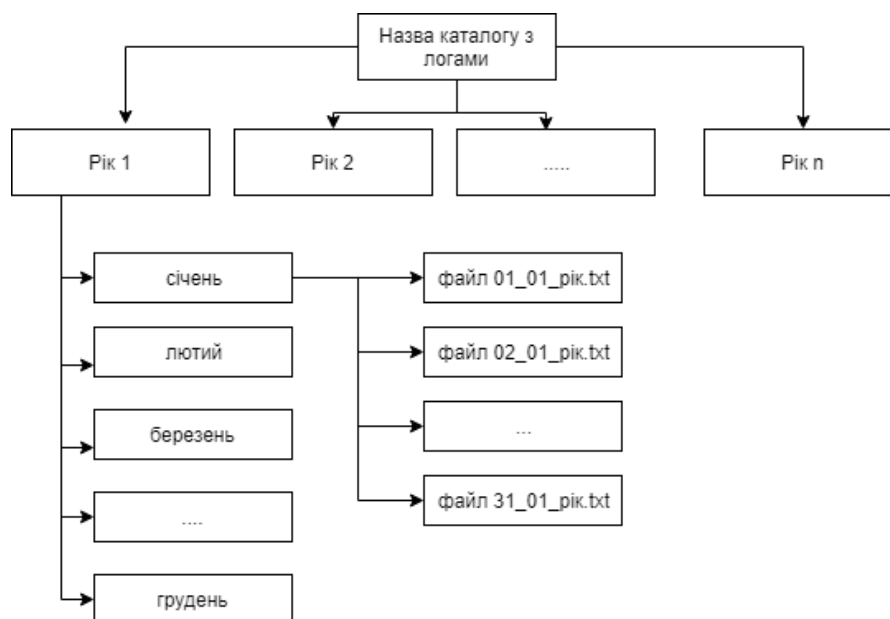 Назва каталогу з
логами
Рік 1
Рік 2
.....
Рік n
січень
файл 01_01_рік.txt
лютий
файл 02_01_рік.txt
березень
...
....
файл 31_01_рік.txt
грудень